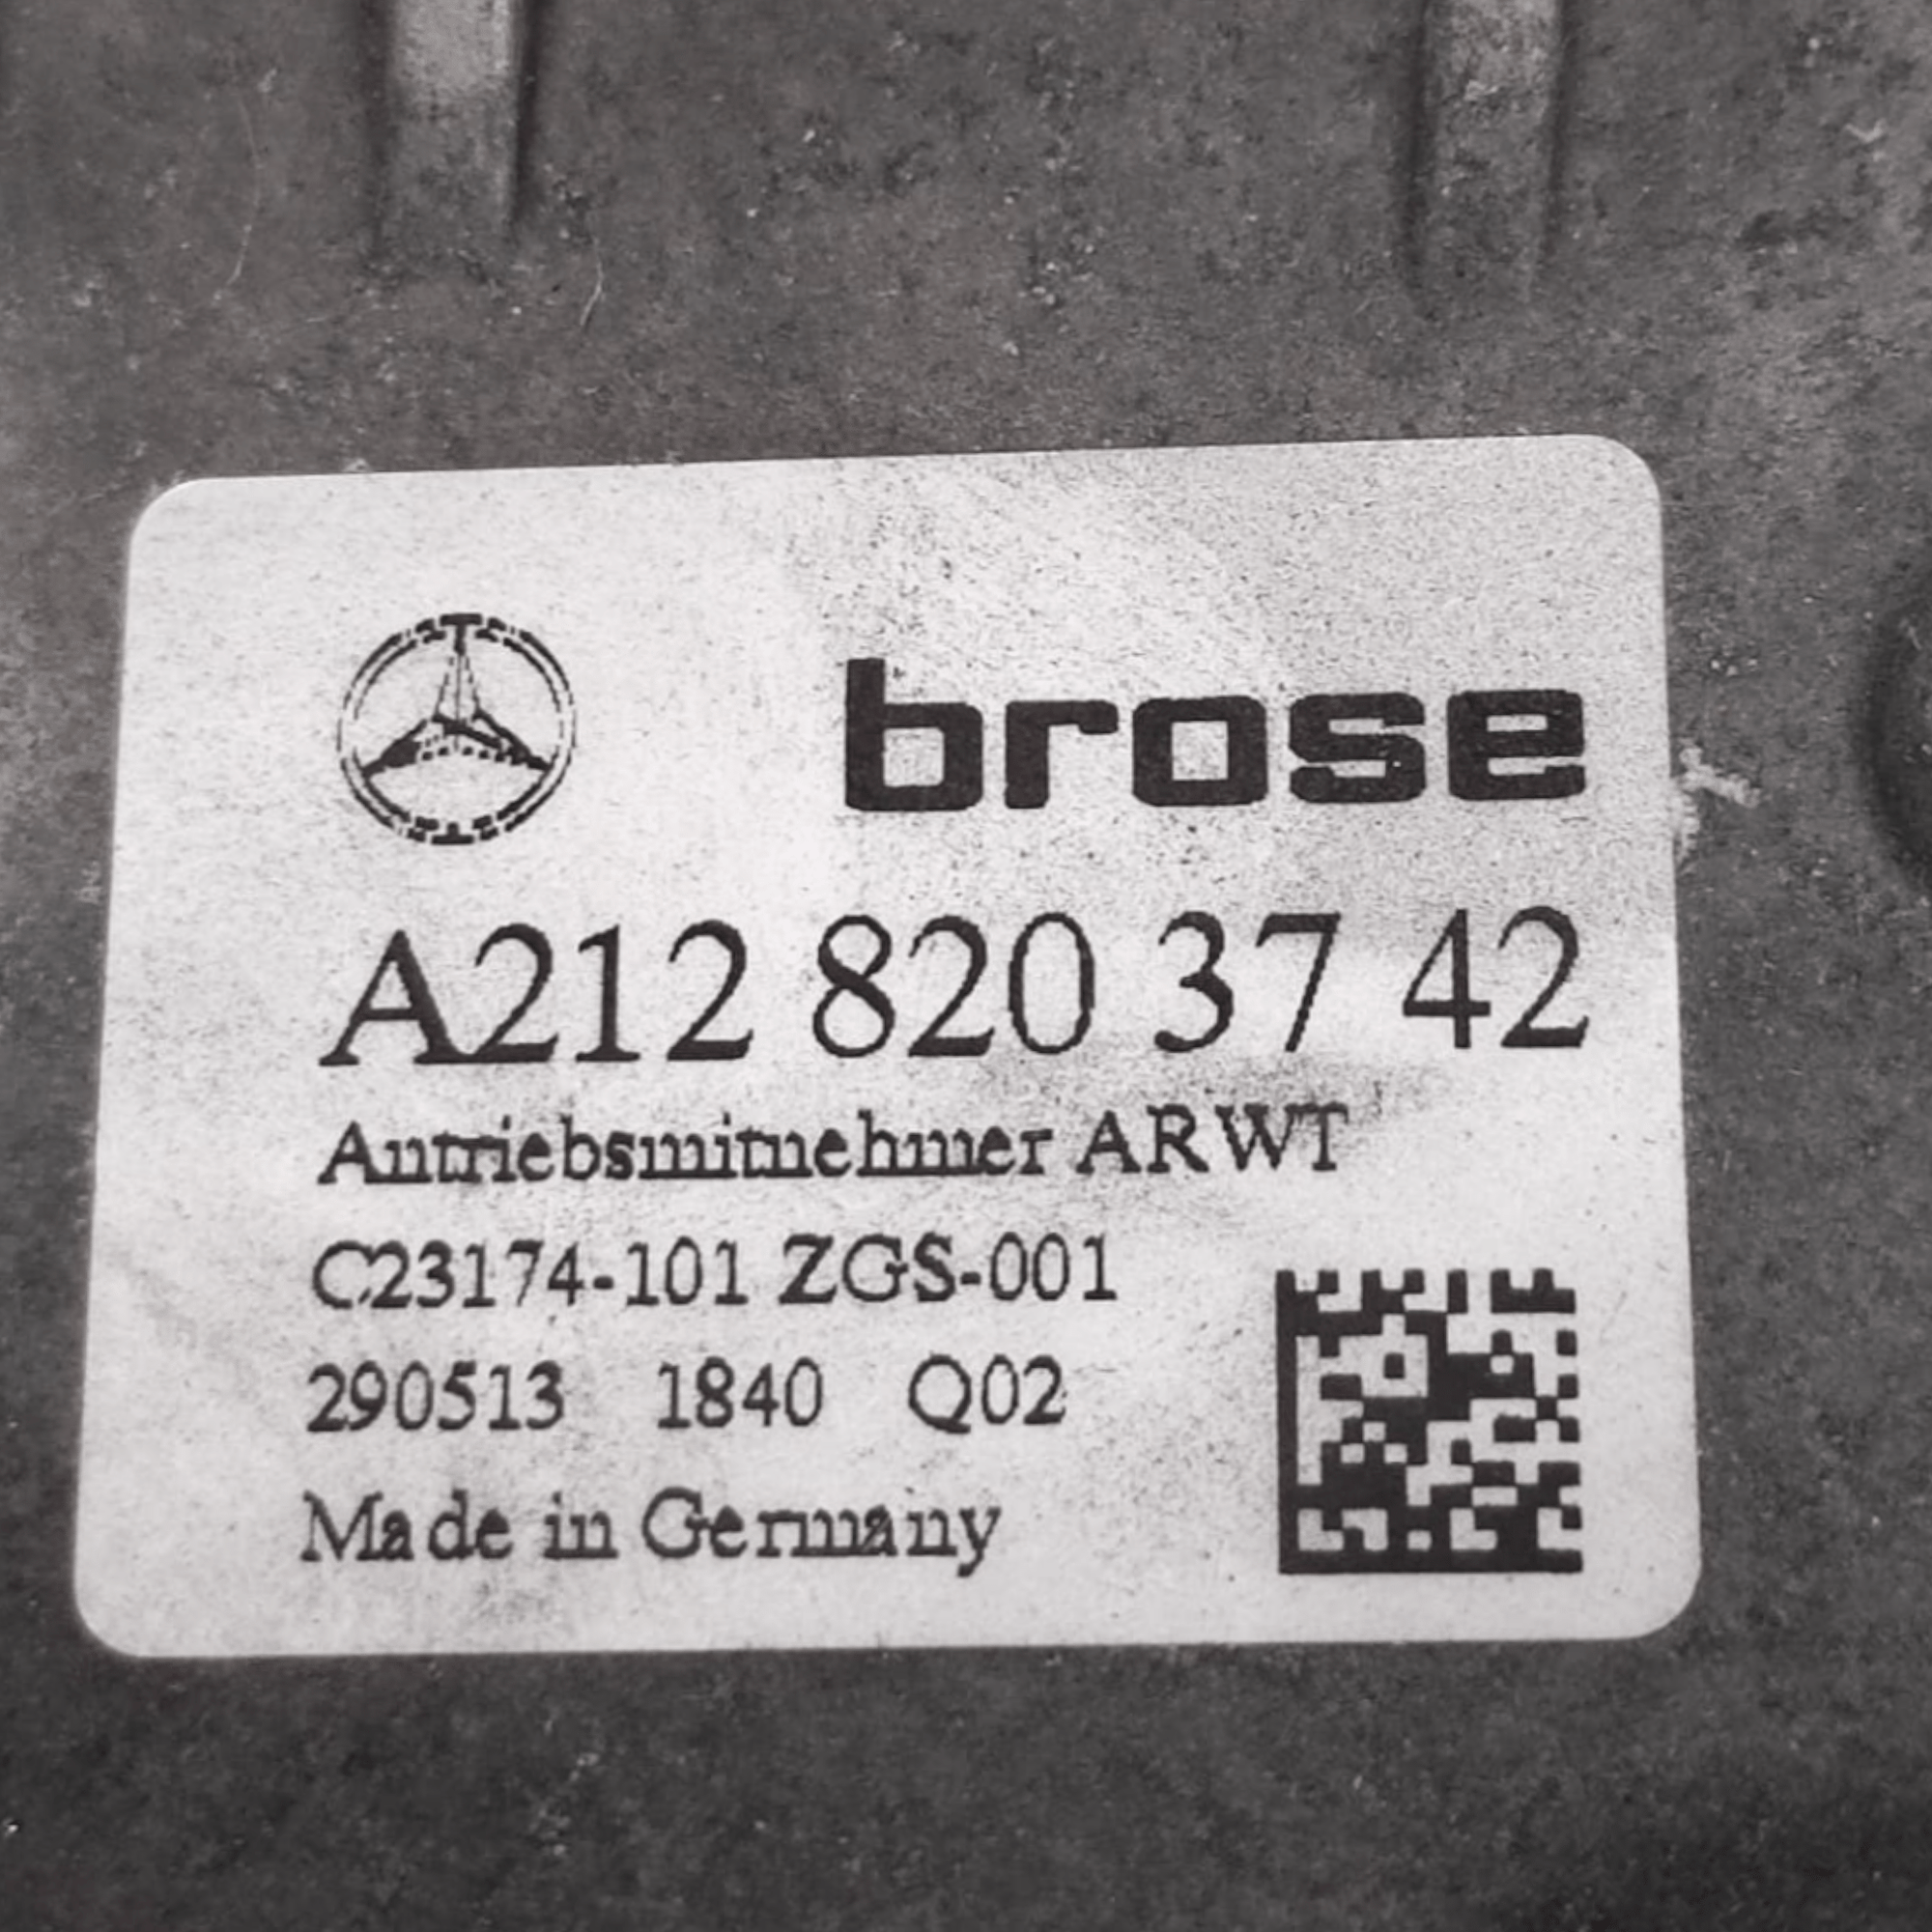 brose
A212 820 37 42
Antriebsmitnehmer ARWT
C23174-101 ZGS-001
290513 1840 Q02
Made in Germany